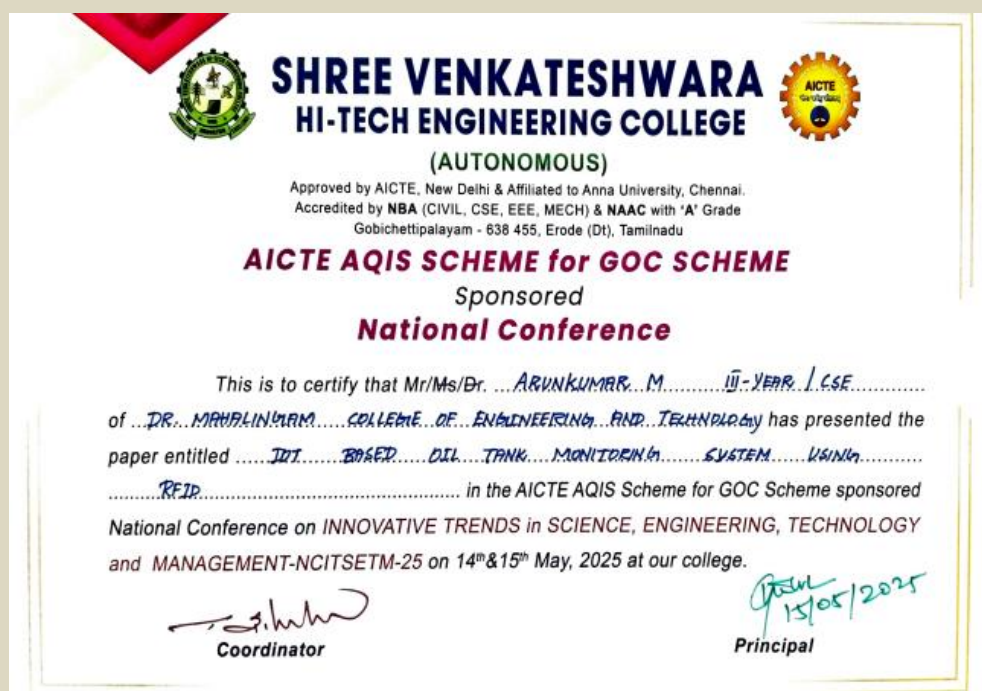 SHREE VENKATESHWARA
HI-TECH ENGINEERING COLLEGE
AICTE
(AUTONOMOUS)
Approved by AICTE, New Delhi & Affiliated to Anna University, Chennai.
Accredited by NBA (CIVIL, CSE, EEE, MECH) & NAAC with 'A' Grade
Gobichettipalayam - 638 455, Erode (Dt), Tamilnadu
AICTE AQIS SCHEME for GOC SCHEME
Sponsored
National Conference
This is to certify that Mr/Ms/Dr. ARUNKUMAR M III-YEAR / CSE
of DR. MAHALINGAM COLLEGE OF ENGINEERING AND TECHNOLOGY has presented the
paper entitled IOT BASED OIL TANK MONITORING SYSTEM USING
RFID in the AICTE AQIS Scheme for GOC Scheme sponsored
National Conference on INNOVATIVE TRENDS in SCIENCE, ENGINEERING, TECHNOLOGY
and MANAGEMENT-NCITSETM-25 on 14th&15th May, 2025 at our college.
15/05/2025
Coordinator
Principal